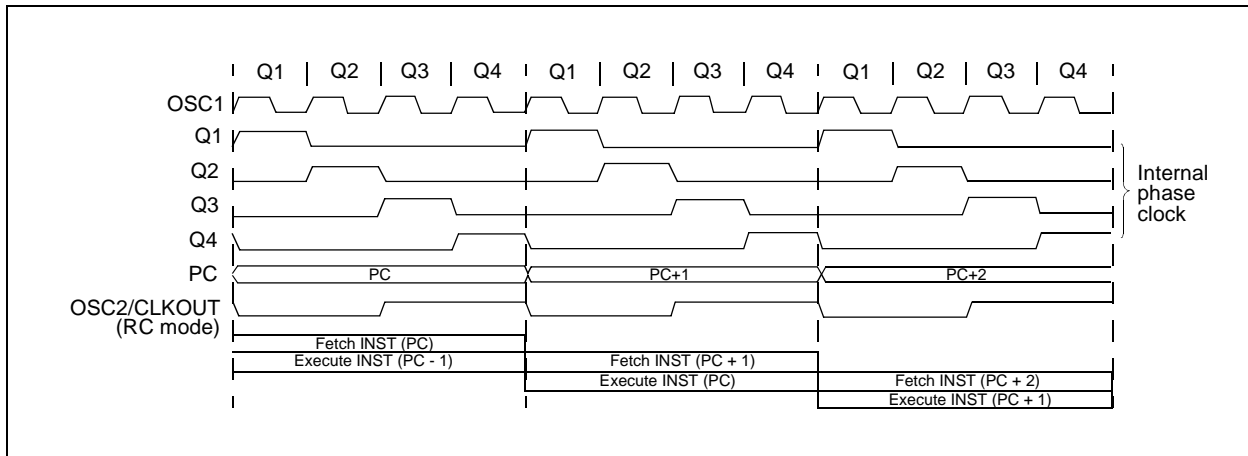 Q1 Q2 Q3 Q4 Q1 Q2 Q3 Q4 Q1 Q2 Q3 Q4
OSC1
Q1
Q2
Q3
Q4
PC
PC PC+1 PC+2
OSC2/CLKOUT
(RC mode)
Internal
phase
clock
Fetch INST (PC)
Execute INST (PC - 1) Fetch INST (PC + 1)
Execute INST (PC) Fetch INST (PC + 2)
Execute INST (PC + 1)